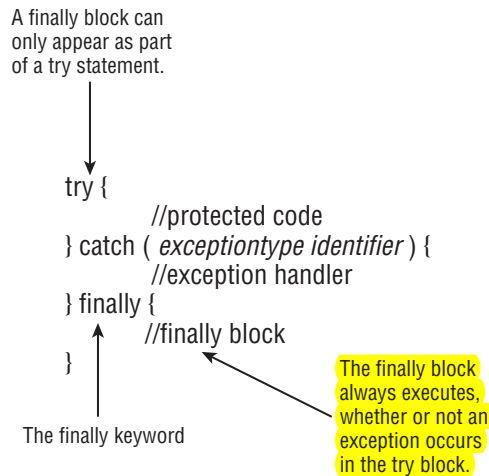 A finally block can
only appear as part
of a try statement.
try {
//protected code
} catch ( exceptiontype identifier ) {
//exception handler
} finally {
//finally block
}
The finally keyword
The finally block
always executes,
whether or not an
exception occurs
in the try block.